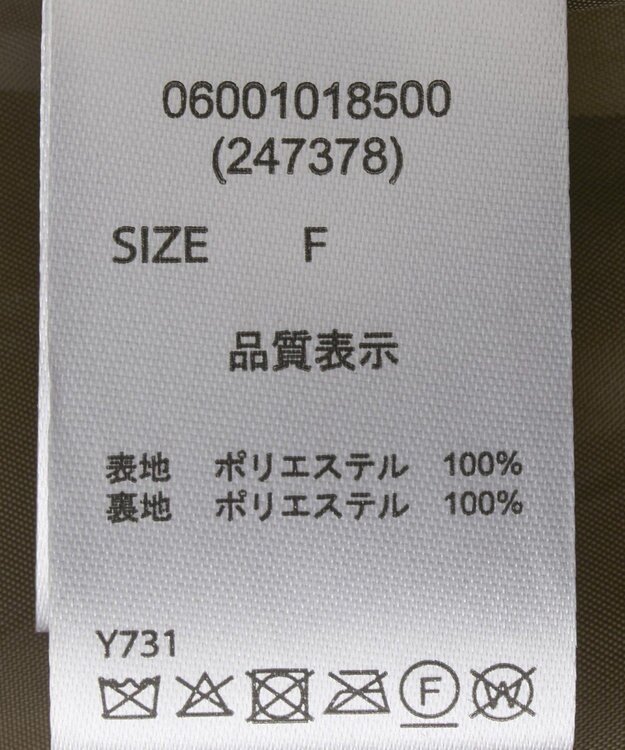 06001018500
(247378)
SIZE F
品質表示
表地 ポリエステル 100%
裏地 ポリエステル 100%
Y731
F W